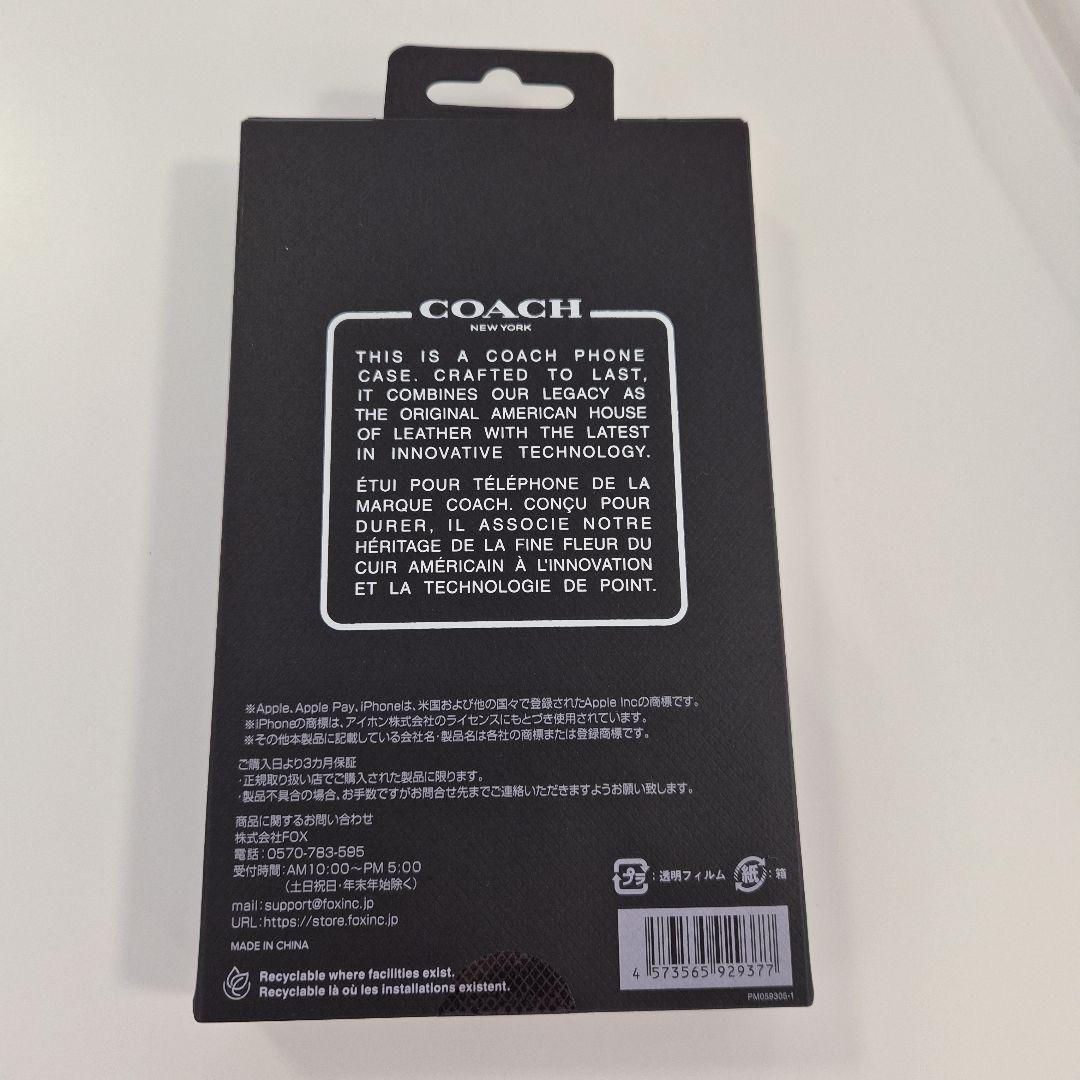 COACH
NEW YORK
THIS IS A COACH PHONE
CASE. CRAFTED TO LAST,
IT COMBINES OUR LEGACY AS
THE ORIGINAL AMERICAN HOUSE
OF LEATHER WITH THE LATEST
IN INNOVATIVE TECHNOLOGY.
ÉTUI POUR TÉLÉPHONE DE LA
MARQUE COACH. CONÇU POUR
DURER, IL ASSOCIE NOTRE
HÉRITAGE DE LA FINE FLEUR DU
CUIR AMÉRICAIN À L'INNOVATION
ET LA TECHNOLOGIE DE POINT.
※Apple、Apple Pay、iPhoneは、米国および他の国々で登録されたApple Incの商標です。
※iPhoneの商標は、アイホン株式会社のライセンスにもとづき使用されています。
※その他本製品に記載している会社名・製品名は各社の商標または登録商標です。
ご購入日より3カ月保証
・正規取り扱い店でご購入された製品に限ります。
・製品不具合の場合、お手数ですがお問合せ先までご連絡いただきますようお願い致します。
商品に関するお問い合わせ
株式会社FOX
電話：0570-783-595
受付時間：AM10:00〜PM 5:00
（土日祝日・年末年始除く）
mail：support@foxinc.jp
URL：https://store.foxinc.jp
MADE IN CHINA
Recyclable where facilities exist.
Recyclable là où les installations existent.
プラ：透明フィルム 紙：箱
4 573565 929377
PM059305-1